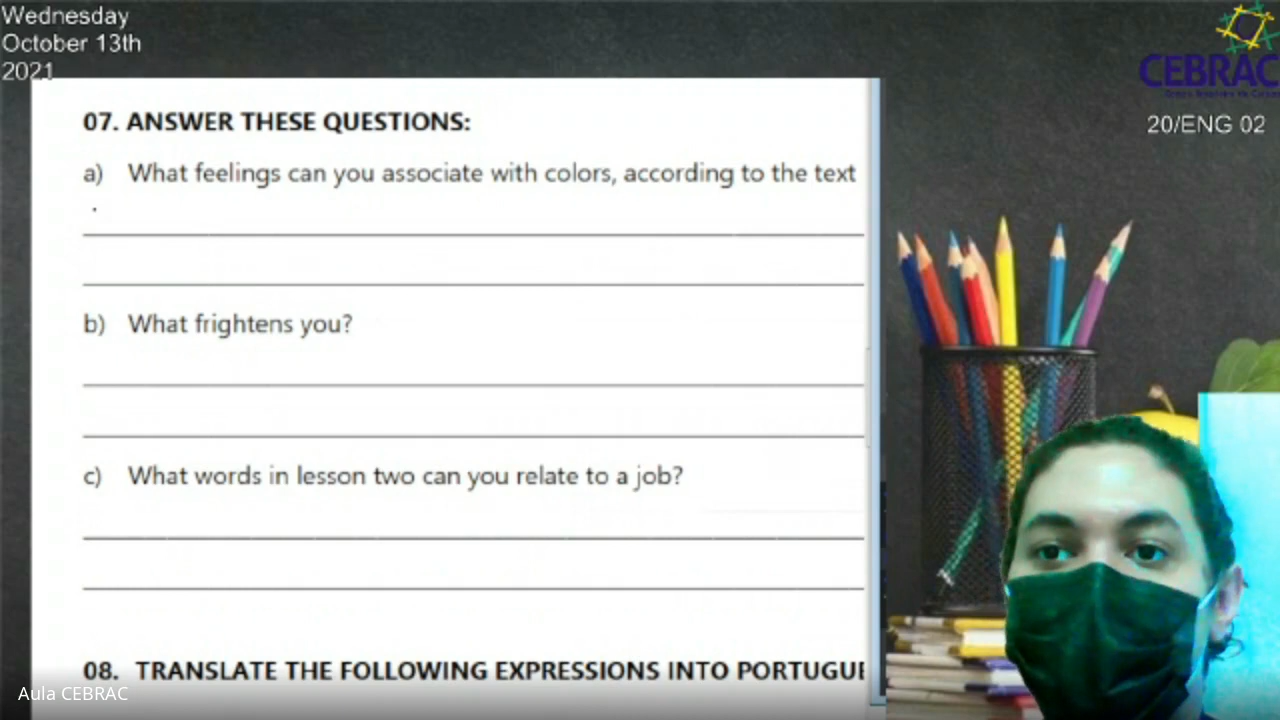 Wednesday
October 13th
2021
CEBRAC
20/ENG 02
07. ANSWER THESE QUESTIONS:
a) What feelings can you associate with colors, according to the text
b) What frightens you?
c) What words in lesson two can you relate to a job?
08. TRANSLATE THE FOLLOWING EXPRESSIONS INTO PORTUGUE
Aula CEBRAC